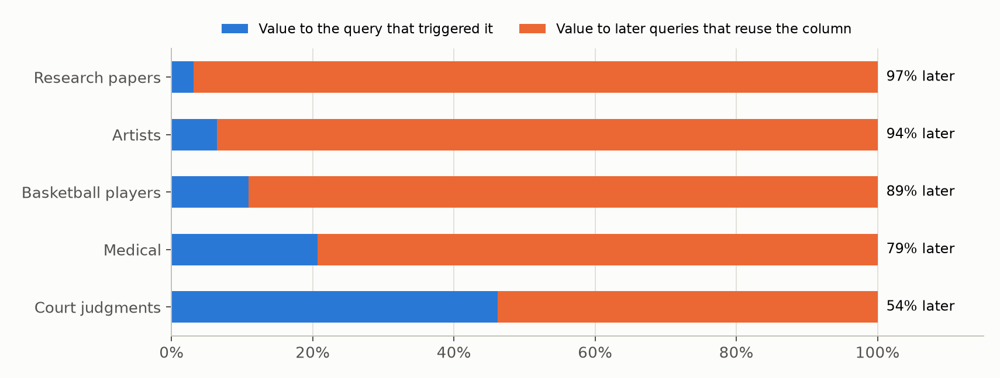 Value to the query that triggered it
Value to later queries that reuse the column
Research papers
97% later
Artists
94% later
Basketball players
89% later
Medical
79% later
Court judgments
54% later
0% 20% 40% 60% 80% 100%